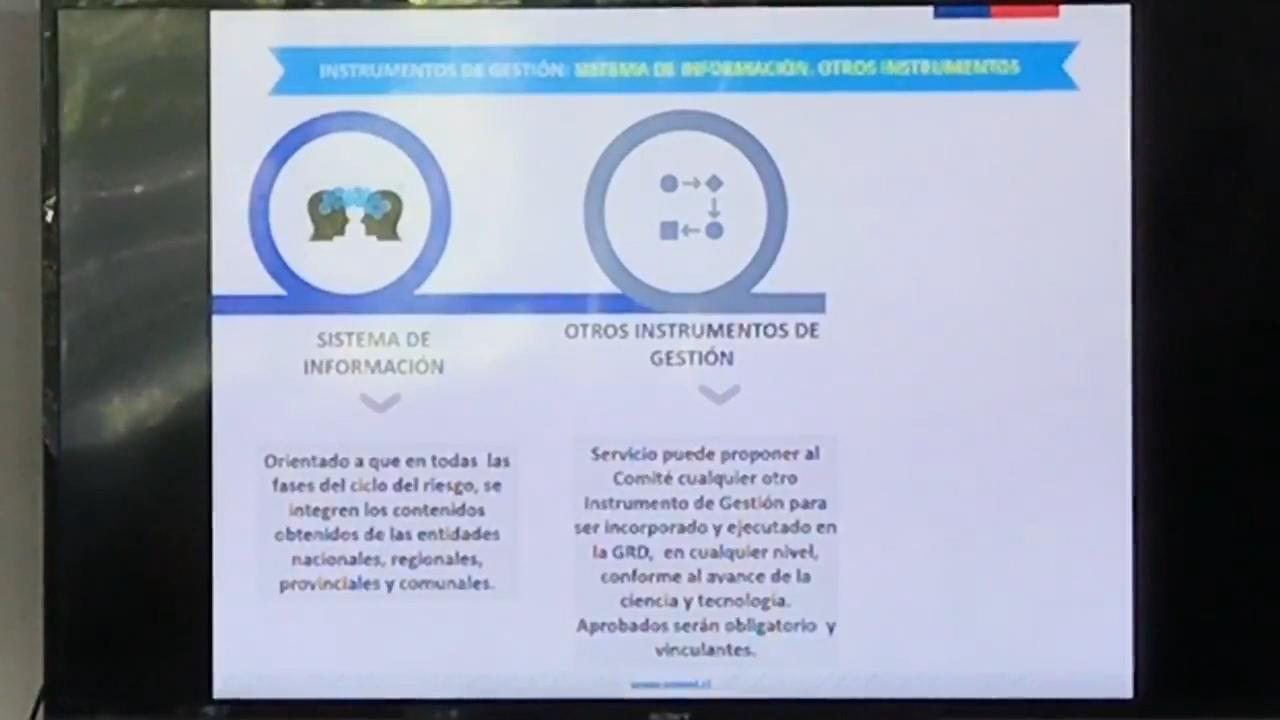 INSTRUMENTOS DE GESTIÓN: SISTEMA DE INFORMACIÓN. OTROS INSTRUMENTOS
SISTEMA DE
INFORMACIÓN
Orientado a que en todas las
fases del ciclo del riesgo, se
integren los contenidos
obtenidos de las entidades
nacionales, regionales,
provinciales y comunales.
OTROS INSTRUMENTOS DE
GESTIÓN
Servicio puede proponer al
Comité cualquier otro
Instrumento de Gestión para
ser incorporado y ejecutado en
la GRD, en cualquier nivel,
conforme al avance de la
ciencia y tecnología.
Aprobados serán obligatorio y
vinculantes.
SONY